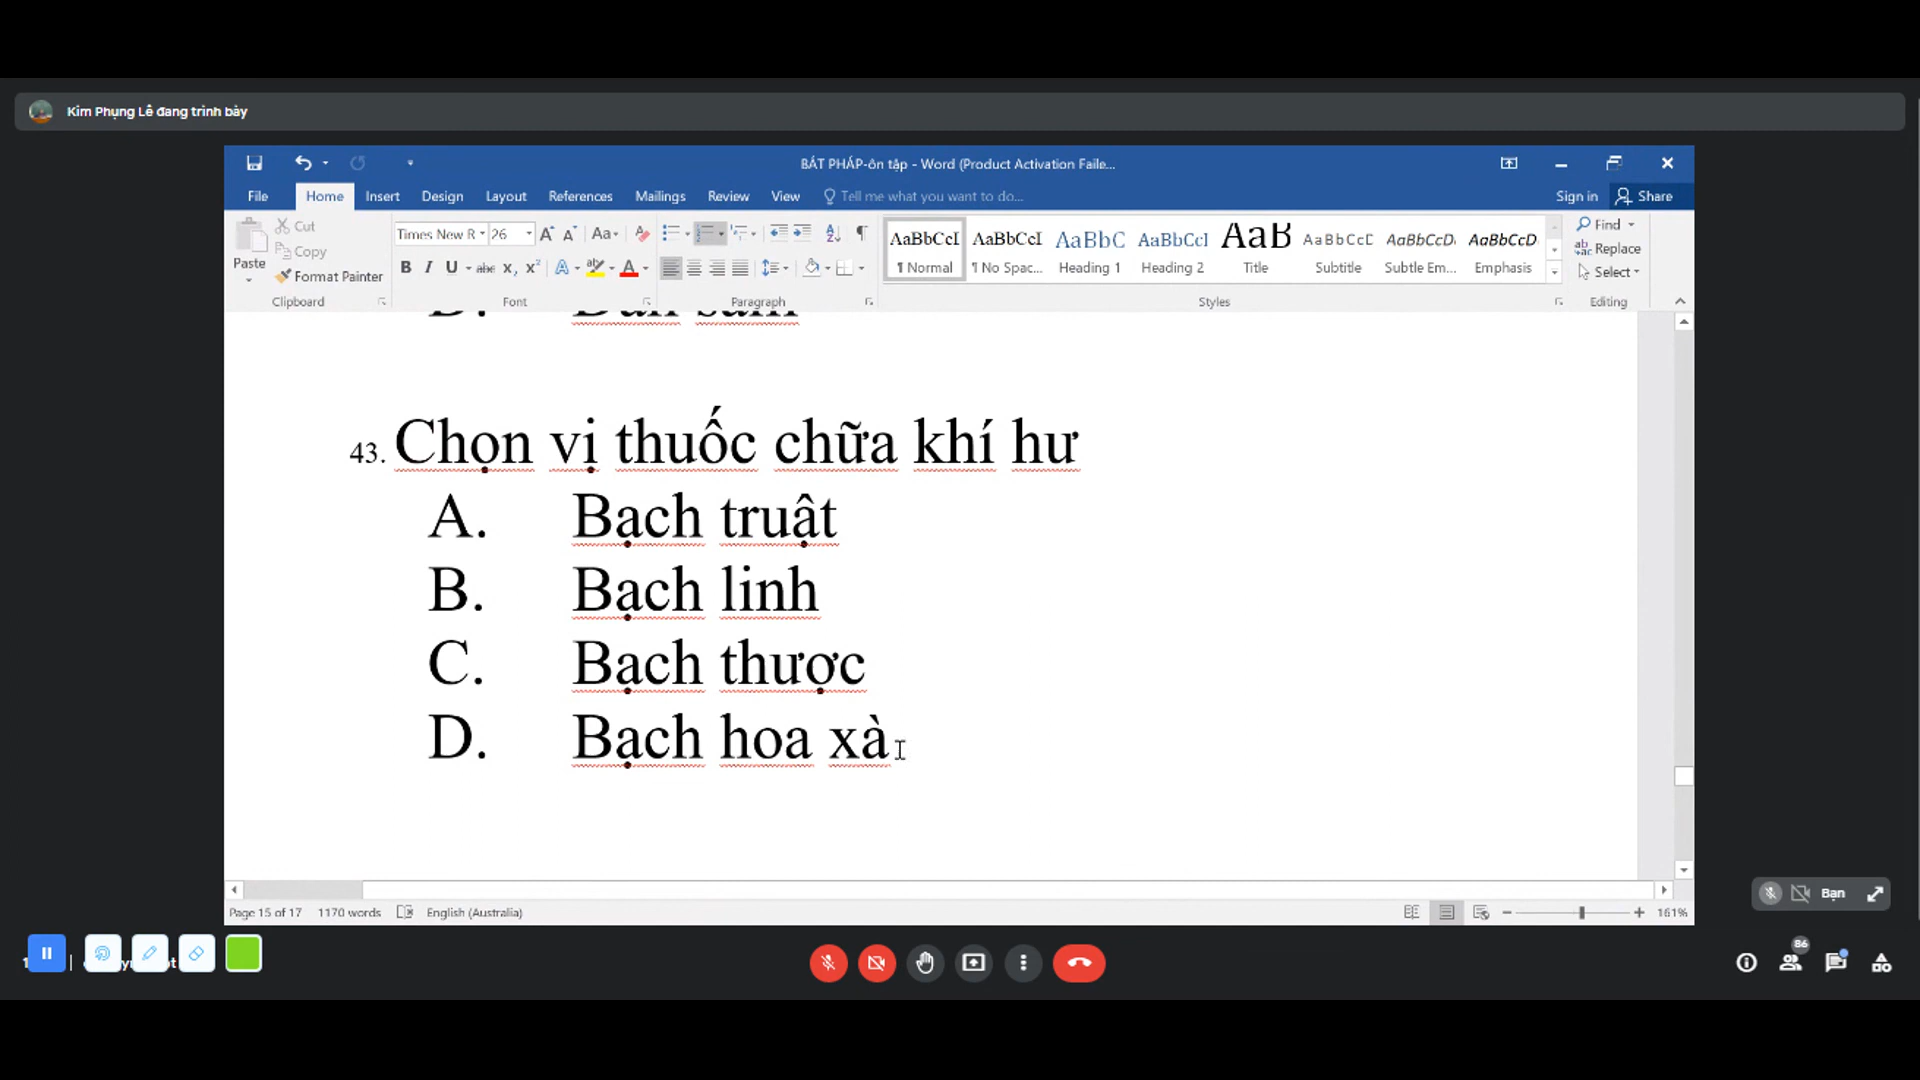 Kim Phụng Lê đang trình bày
BÁT PHÁP-ôn tập - Word (Product Activation Faile...
File Home Insert Design Layout References Mailings Review View Tell me what you want to do... Sign in Share
Paste Cut Copy Format Painter
Clipboard
Times New R 26 Aa
B I U abc x, x² A A
Font
Paragraph
AaBbCcI AaBbCcI AaBbC AaBbCcI AaB AaBbCcC AaBbCcD AaBbCcD
¶ Normal ¶ No Spac... Heading 1 Heading 2 Title Subtitle Subtle Em... Emphasis
Styles
Find Replace Select
Editing
43. Chọn vị thuốc chữa khí hư
A. Bạch truật
B. Bạch linh
C. Bạch thược
D. Bạch hoa xà
Page 15 of 17 1170 words English (Australia) 161%
Bạn
86